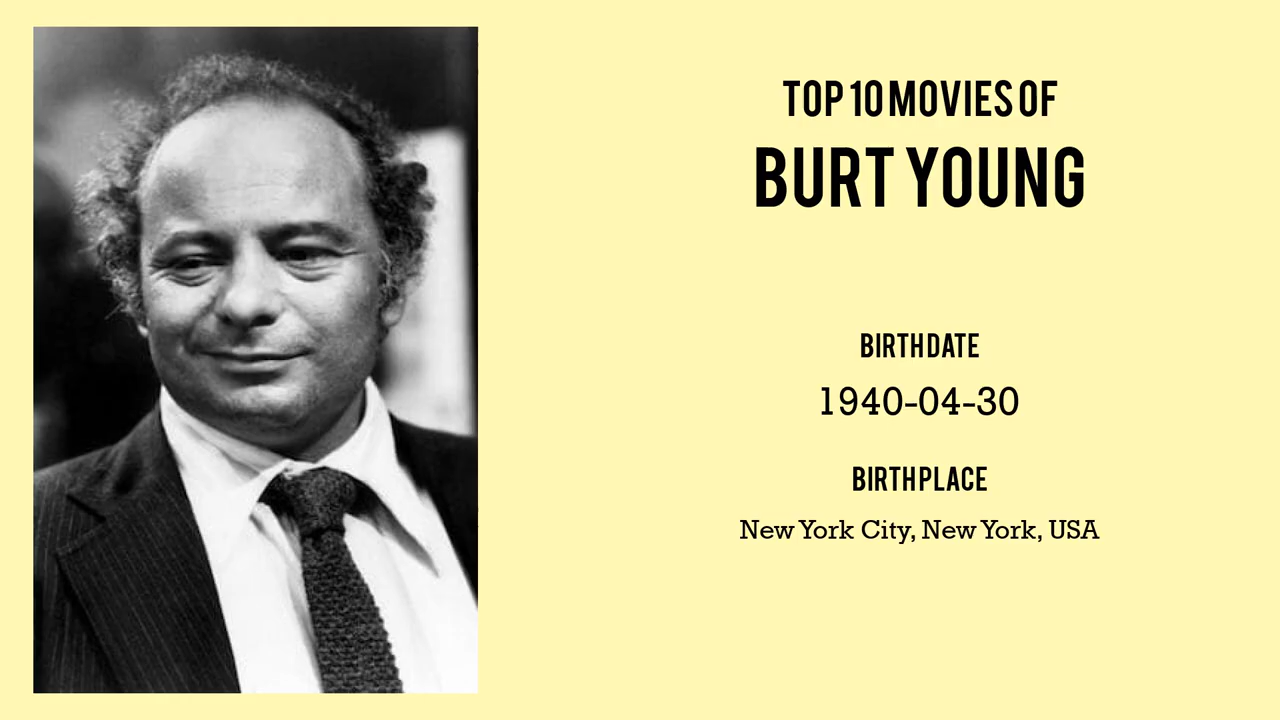 TOP 10 MOVIES OF
BURT YOUNG
BIRTHDATE
1940-04-30
BIRTHPLACE
New York City, New York, USA